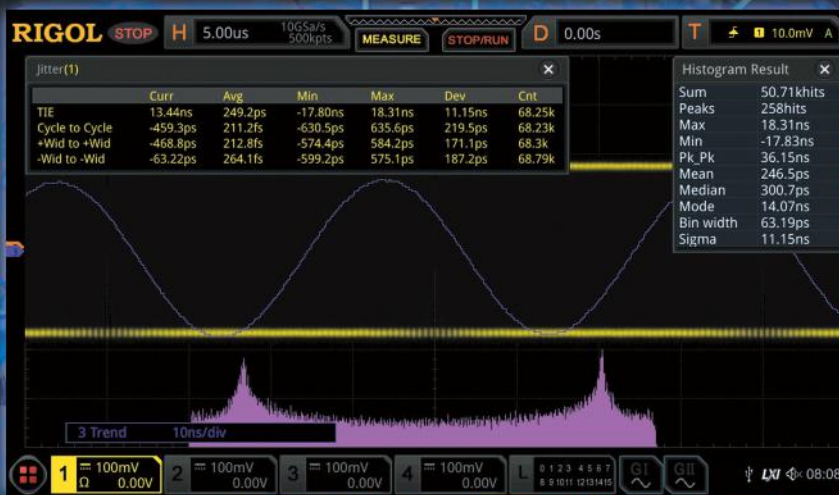 RIGOL STOP H 5.00us 10GSa/s 500kpts MEASURE STOP/RUN D 0.00s T 1 10.0mV A
Jitter(1)
Curr Avg Min Max Dev Cnt
TIE 13.44ns 249.2ps -17.80ns 18.31ns 11.15ns 68.25k
Cycle to Cycle -459.3ps 211.2fs -630.5ps 635.6ps 219.5ps 68.23k
+Wid to +Wid -468.8ps 212.8fs -574.4ps 584.2ps 171.1ps 68.3k
-Wid to -Wid -63.22ps 264.1fs -599.2ps 575.1ps 187.2ps 68.79k
Histogram Result
Sum 50.71khits
Peaks 258hits
Max 18.31ns
Min -17.83ns
Pk_Pk 36.15ns
Mean 246.5ps
Median 300.7ps
Mode 14.07ns
Bin width 63.19ps
Sigma 11.15ns
3 Trend 10ns/div
1 100mV Ω 0.00V
2 100mV 0.00V
3 100mV 0.00V
4 100mV 0.00V
L 0 1 2 3 4 5 6 7
8 9 10 11 12 13 14 15
GI GII
LXI 08:08